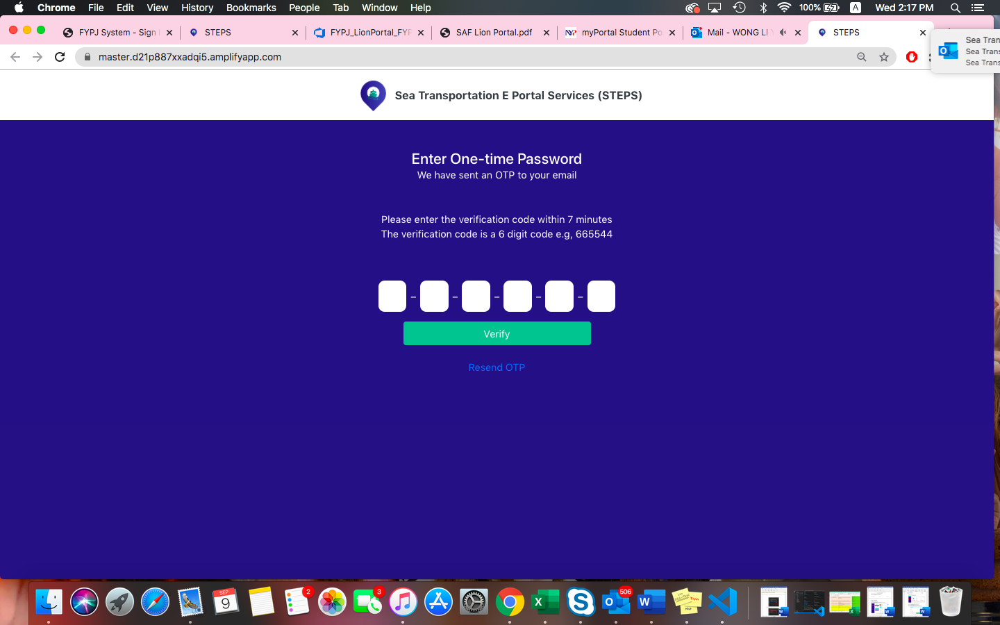 Chrome File Edit View History Bookmarks People Tab Window Help 100% A Wed 2:17 PM
FYPJ System - Sign
STEPS
FYPJ_LionPortal_FYP
SAF Lion Portal.pdf
myPortal Student Po
Mail - WONG LI Y
STEPS
master.d21p887xxadqi5.amplifyapp.com
Sea Tran
Sea Trans
Sea Trans
Sea Transportation E Portal Services (STEPS)
Enter One-time Password
We have sent an OTP to your email
Please enter the verification code within 7 minutes
The verification code is a 6 digit code e.g, 665544
– – – – –
Verify
Resend OTP
SEP
9
2
3
506